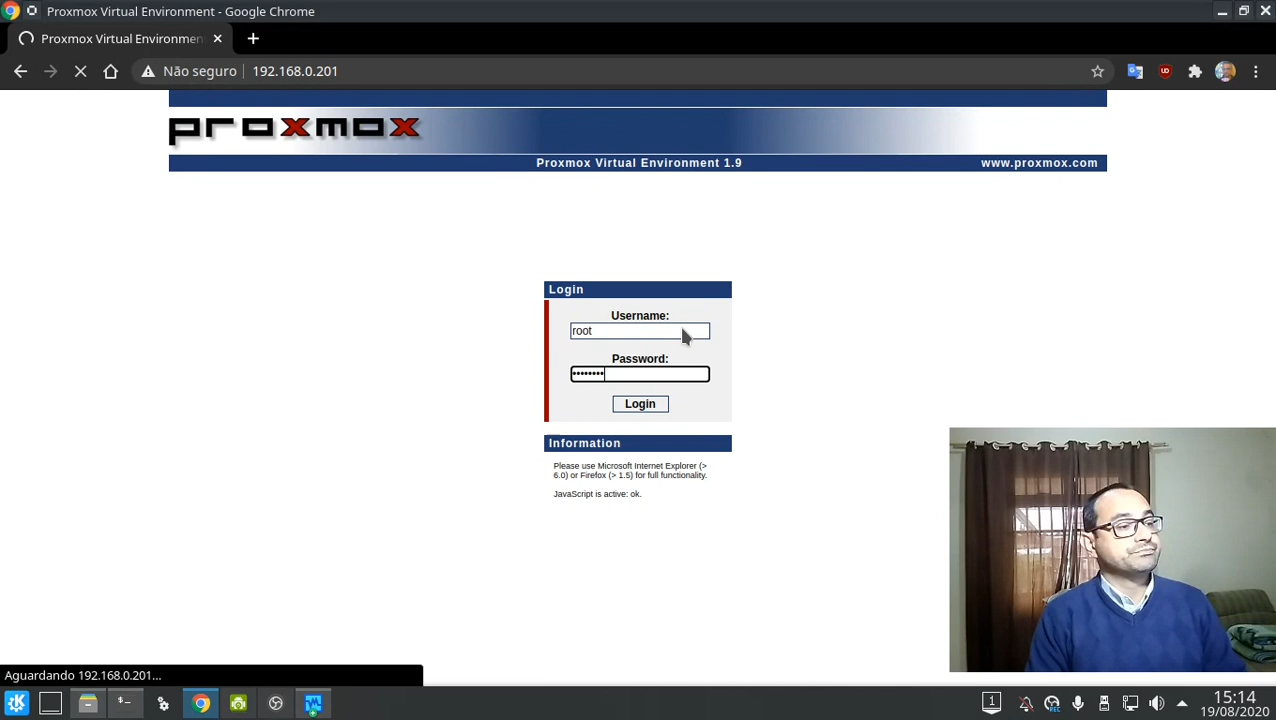 Proxmox Virtual Environment - Google Chrome
Proxmox Virtual Environmen
Não seguro 192.168.0.201
proxmox
Proxmox Virtual Environment 1.9 www.proxmox.com
Login
Username:
root
Password:
Login
Information
Please use Microsoft Internet Explorer (>
6.0) or Firefox (> 1.5) for full functionality.
JavaScript is active: ok.
Aguardando 192.168.0.201...
1
REC
15:14
19/08/2020